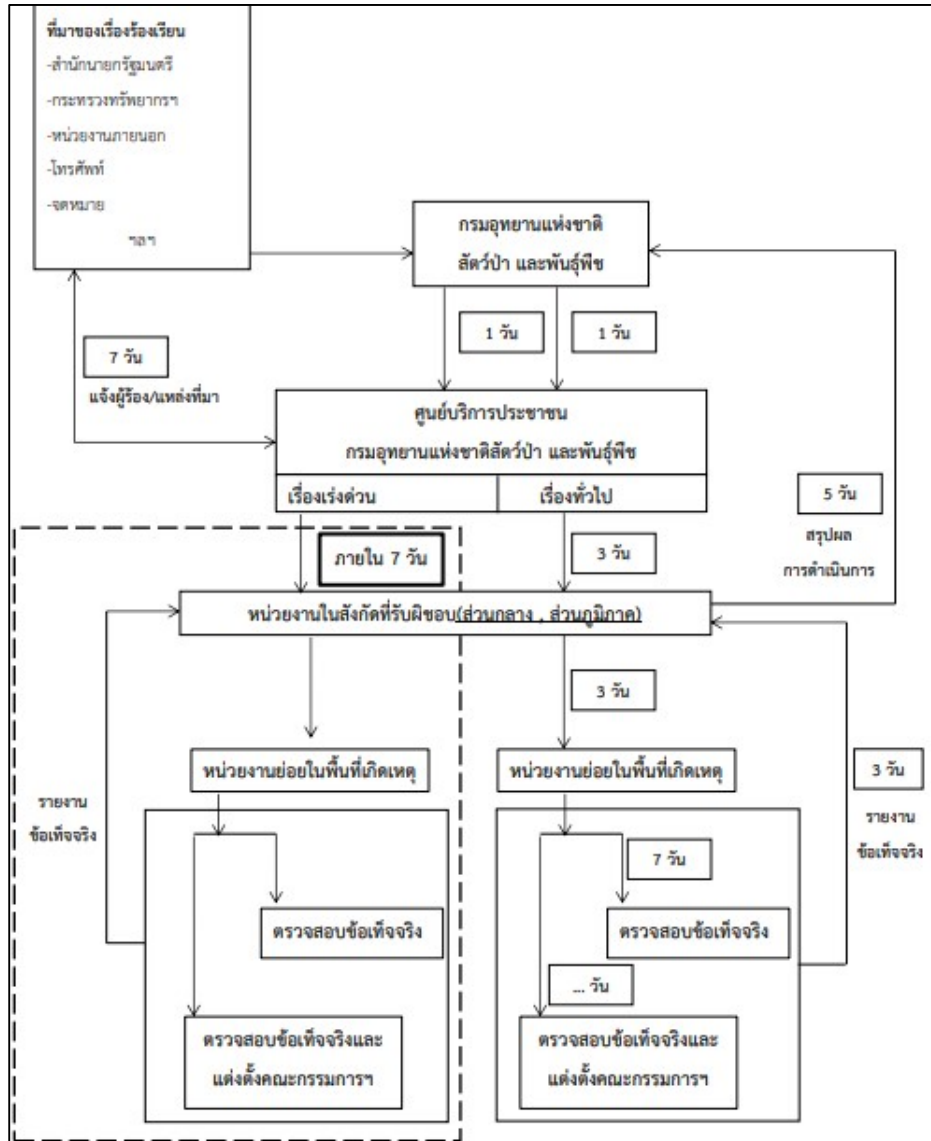 ที่มาของเรื่องร้องเรียน
-สำนักนายกรัฐมนตรี
-กระทรวงทรัพยากรฯ
-หน่วยงานภายนอก
-โทรศัพท์
-จดหมาย
ฯลฯ
กรมอุทยานแห่งชาติ
สัตว์ป่า และพันธุ์พืช
1 วัน
1 วัน
7 วัน
แจ้งผู้ร้อง/แหล่งที่มา
ศูนย์บริการประชาชน
กรมอุทยานแห่งชาติสัตว์ป่า และพันธุ์พืช
เรื่องเร่งด่วน
เรื่องทั่วไป
5 วัน
สรุปผล
การดำเนินการ
ภายใน 7 วัน
3 วัน
หน่วยงานในสังกัดที่รับผิชอบ(ส่วนกลาง , ส่วนภูมิภาค)
3 วัน
หน่วยงานย่อยในพื้นที่เกิดเหตุ
หน่วยงานย่อยในพื้นที่เกิดเหตุ
3 วัน
รายงาน
ข้อเท็จจริง
รายงาน
ข้อเท็จจริง
7 วัน
ตรวจสอบข้อเท็จจริง
ตรวจสอบข้อเท็จจริง
... วัน
ตรวจสอบข้อเท็จจริงและ
แต่งตั้งคณะกรรมการฯ
ตรวจสอบข้อเท็จจริงและ
แต่งตั้งคณะกรรมการฯ